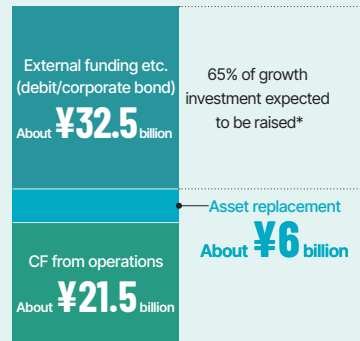 External funding etc.
(debit/corporate bond)
About ¥32.5 billion
65% of growth
investment expected
to be raised*
Asset replacement
About ¥6 billion
CF from operations
About ¥21.5 billion